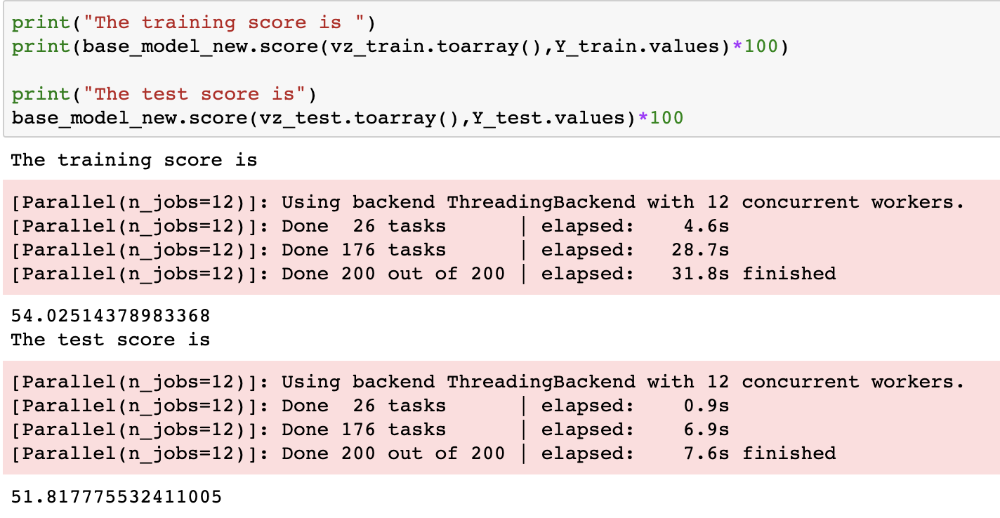 print("The training score is ")
print(base_model_new.score(vz_train.toarray(),Y_train.values)*100)
print("The test score is")
base_model_new.score(vz_test.toarray(),Y_test.values)*100
The training score is
[Parallel(n_jobs=12)]: Using backend ThreadingBackend with 12 concurrent workers.
[Parallel(n_jobs=12)]: Done  26 tasks      | elapsed:    4.6s
[Parallel(n_jobs=12)]: Done 176 tasks      | elapsed:   28.7s
[Parallel(n_jobs=12)]: Done 200 out of 200 | elapsed:   31.8s finished
54.02514378983368
The test score is
[Parallel(n_jobs=12)]: Using backend ThreadingBackend with 12 concurrent workers.
[Parallel(n_jobs=12)]: Done  26 tasks      | elapsed:    0.9s
[Parallel(n_jobs=12)]: Done 176 tasks      | elapsed:    6.9s
[Parallel(n_jobs=12)]: Done 200 out of 200 | elapsed:    7.6s finished
51.817775532411005